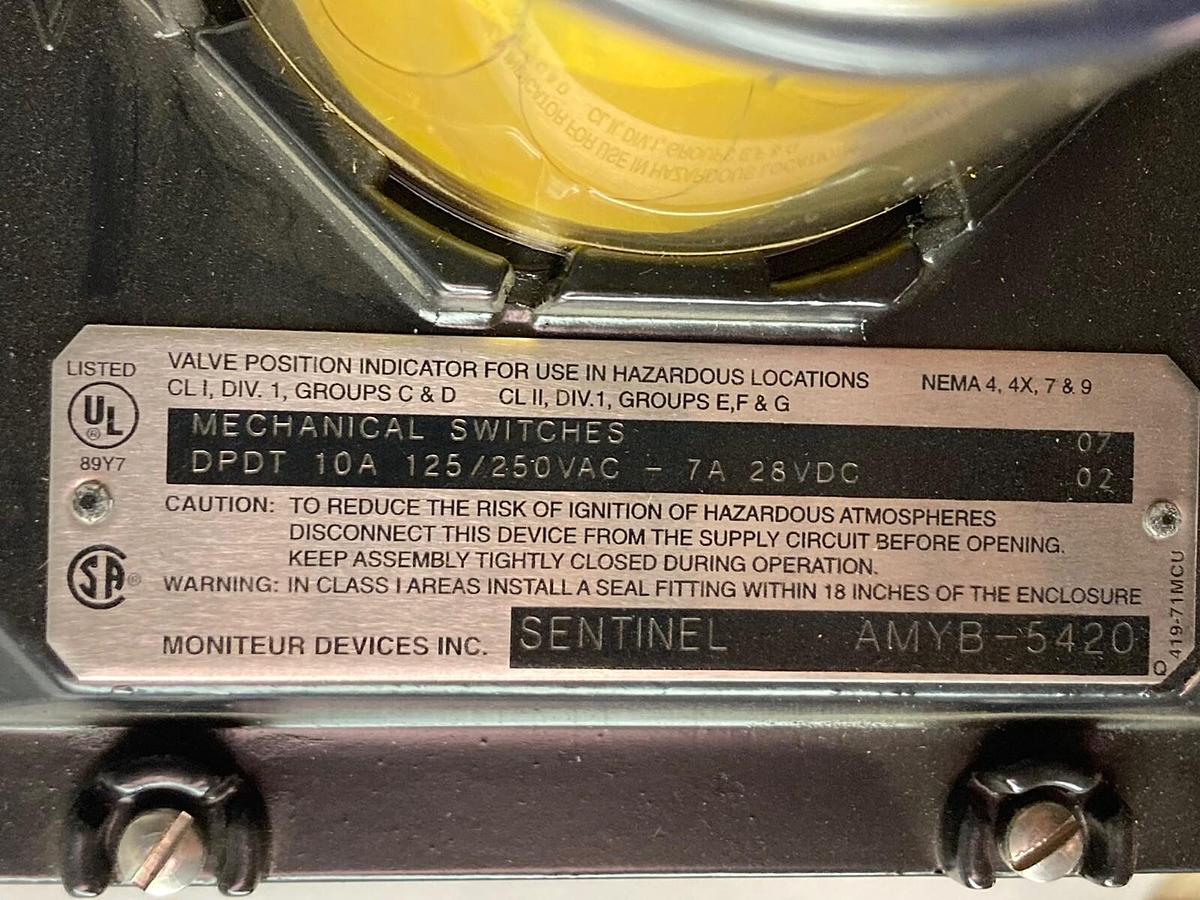 LISTED
UL
®
89Y7
SA®
VALVE POSITION INDICATOR FOR USE IN HAZARDOUS LOCATIONS NEMA 4, 4X, 7 & 9
CL I, DIV. 1, GROUPS C & D CL II, DIV.1, GROUPS E,F & G
MECHANICAL SWITCHES 07
DPDT 10A 125/250VAC - 7A 28VDC 02
CAUTION: TO REDUCE THE RISK OF IGNITION OF HAZARDOUS ATMOSPHERES
DISCONNECT THIS DEVICE FROM THE SUPPLY CIRCUIT BEFORE OPENING.
KEEP ASSEMBLY TIGHTLY CLOSED DURING OPERATION.
WARNING: IN CLASS I AREAS INSTALL A SEAL FITTING WITHIN 18 INCHES OF THE ENCLOSURE
MONITEUR DEVICES INC. SENTINEL AMYB-5420
Q 419-71MCU